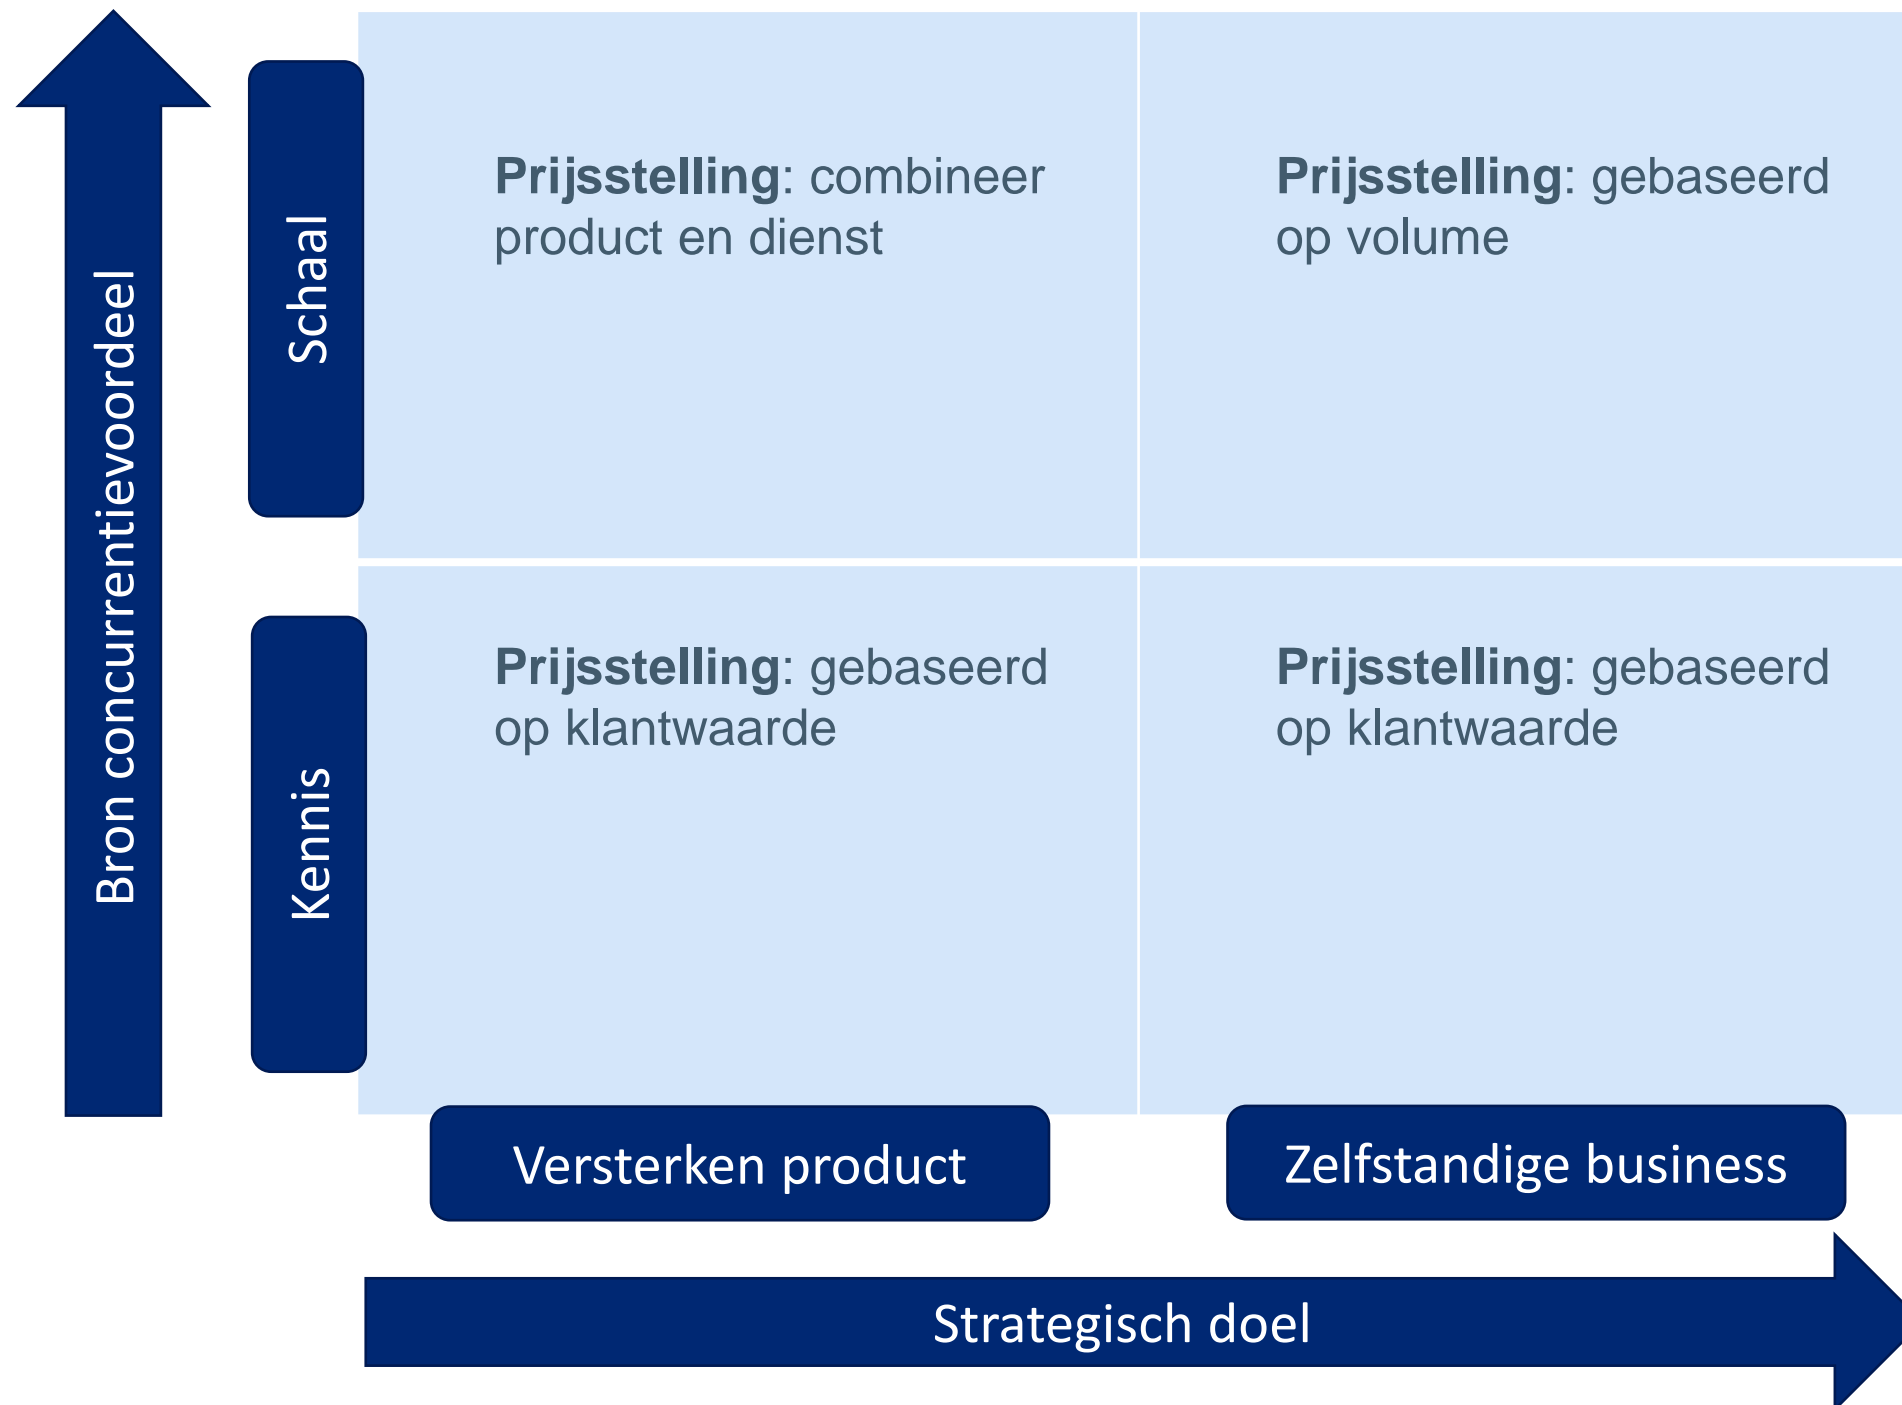 Bron concurrentievoordeel
Schaal
Prijsstelling: combineer
product en dienst
Prijsstelling: gebaseerd
op volume
Kennis
Prijsstelling: gebaseerd
op klantwaarde
Prijsstelling: gebaseerd
op klantwaarde
Versterken product
Zelfstandige business
Strategisch doel